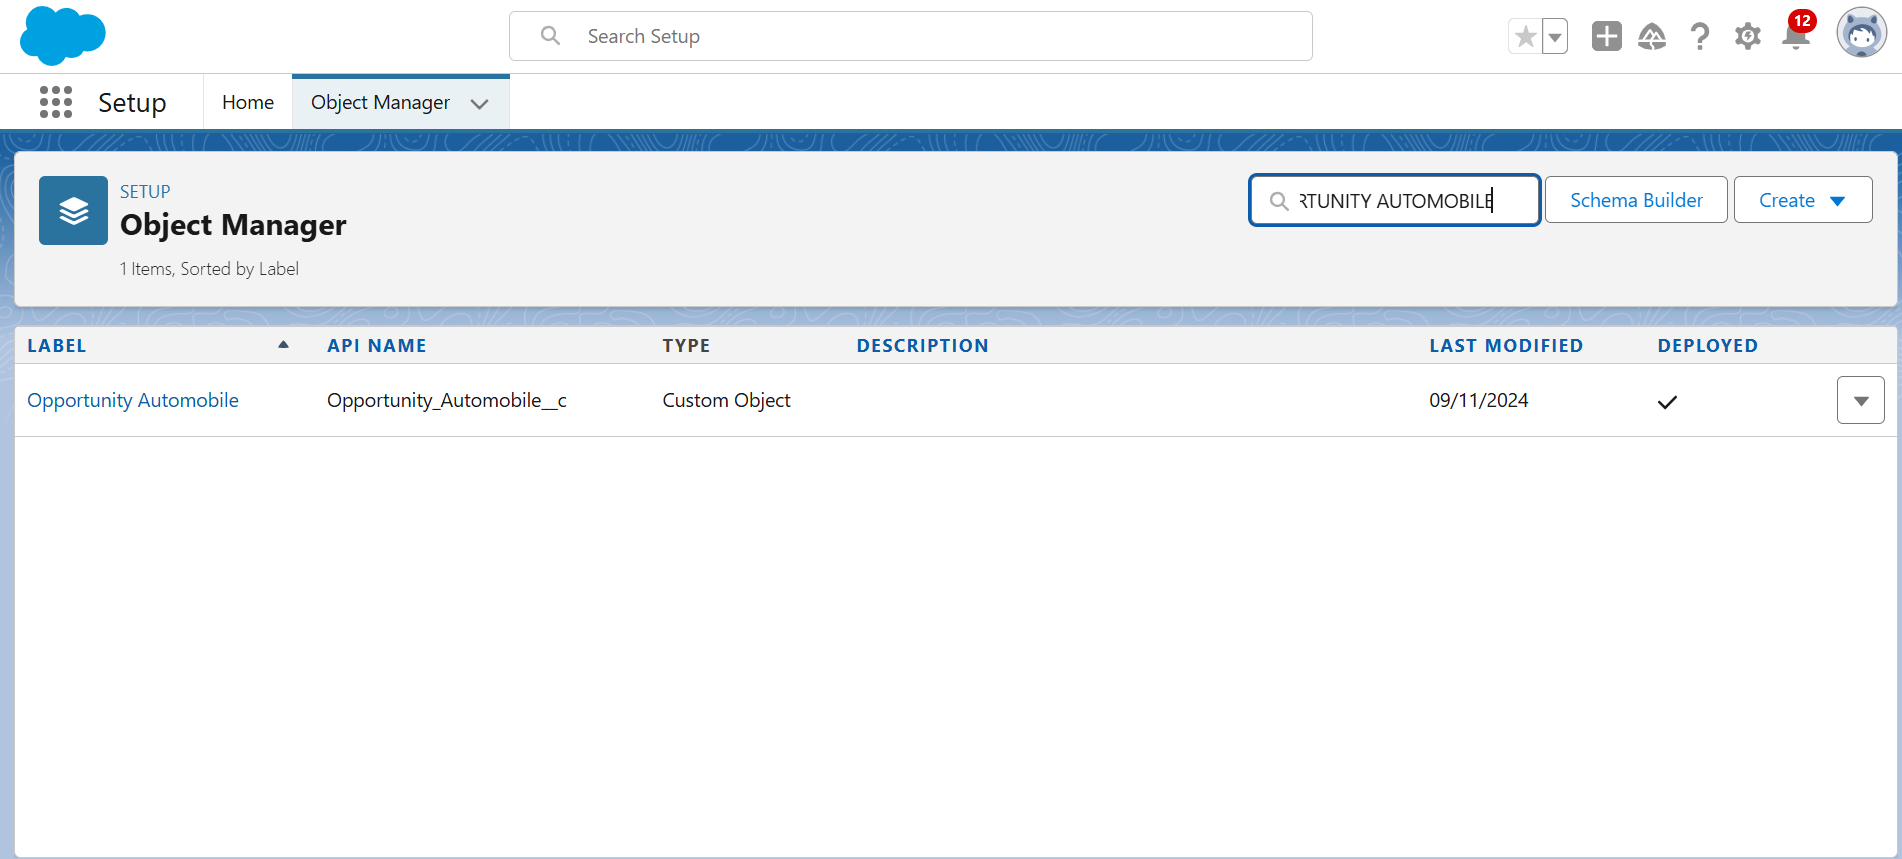 Search Setup
12
Setup
Home
Object Manager
SETUP
Object Manager
1 Items, Sorted by Label
RTUNITY AUTOMOBILE
Schema Builder
Create
LABEL API NAME TYPE DESCRIPTION LAST MODIFIED DEPLOYED
Opportunity Automobile Opportunity_Automobile__c Custom Object 09/11/2024